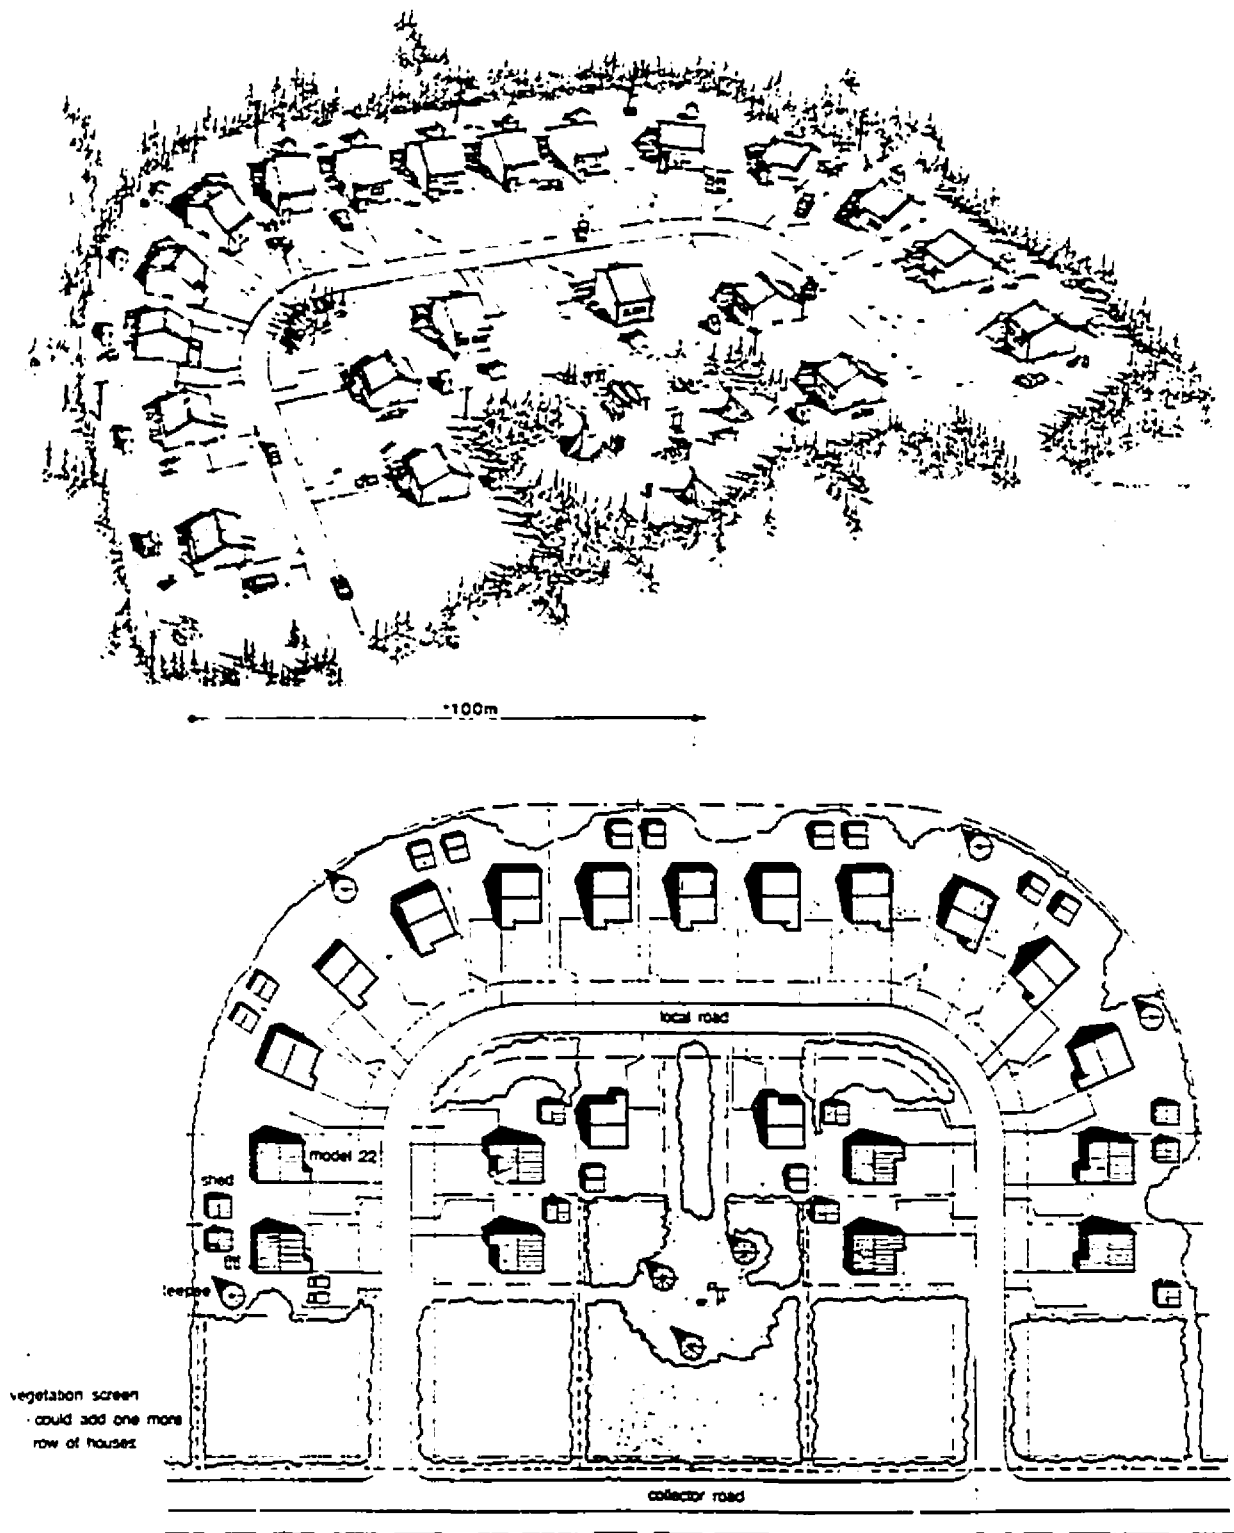 100m
local road
model 22
shed
teepee
vegetation screen
could add one more
row of houses
collector road